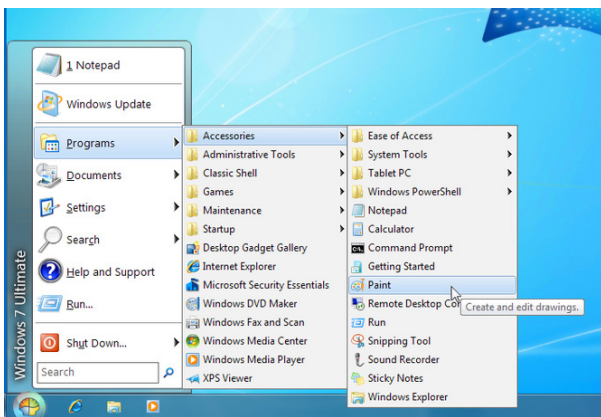 1 Notepad
Windows Update
Programs
Documents
Settings
Search
Help and Support
Run...
Shut Down...
Search
Windows 7 Ultimate
Accessories
Administrative Tools
Classic Shell
Games
Maintenance
Startup
Desktop Gadget Gallery
Internet Explorer
Microsoft Security Essentials
Windows DVD Maker
Windows Fax and Scan
Windows Media Center
Windows Media Player
XPS Viewer
Ease of Access
System Tools
Tablet PC
Windows PowerShell
Notepad
Calculator
Command Prompt
Getting Started
Paint
Remote Desktop Co
Create and edit drawings.
Run
Snipping Tool
Sound Recorder
Sticky Notes
Windows Explorer